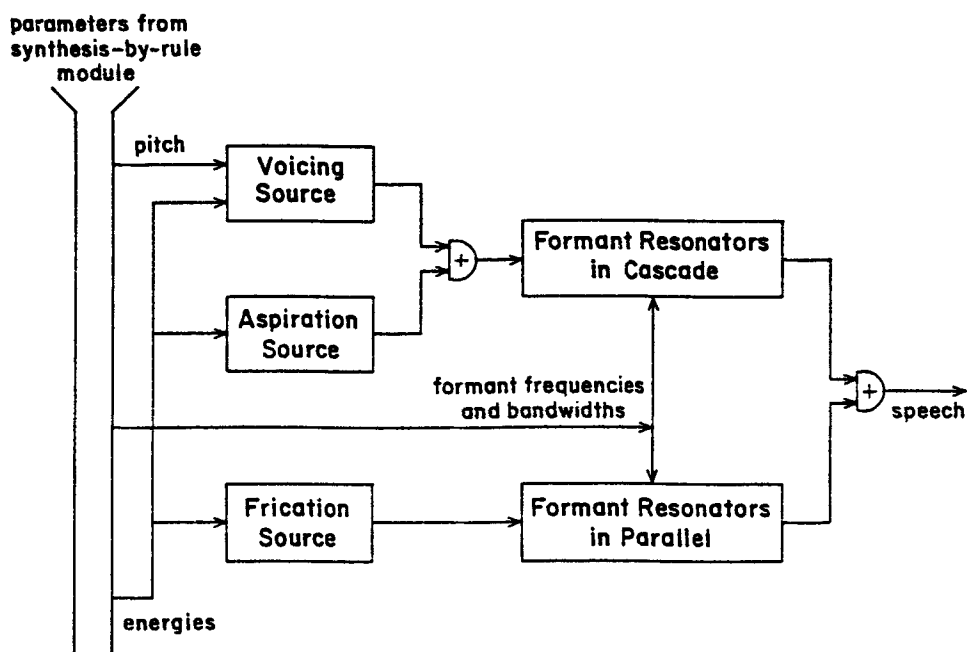 parameters from
synthesis-by-rule
module
pitch
Voicing
Source
+
Formant Resonators
in Cascade
Aspiration
Source
formant frequencies
and bandwidths
+
speech
Frication
Source
Formant Resonators
in Parallel
energies